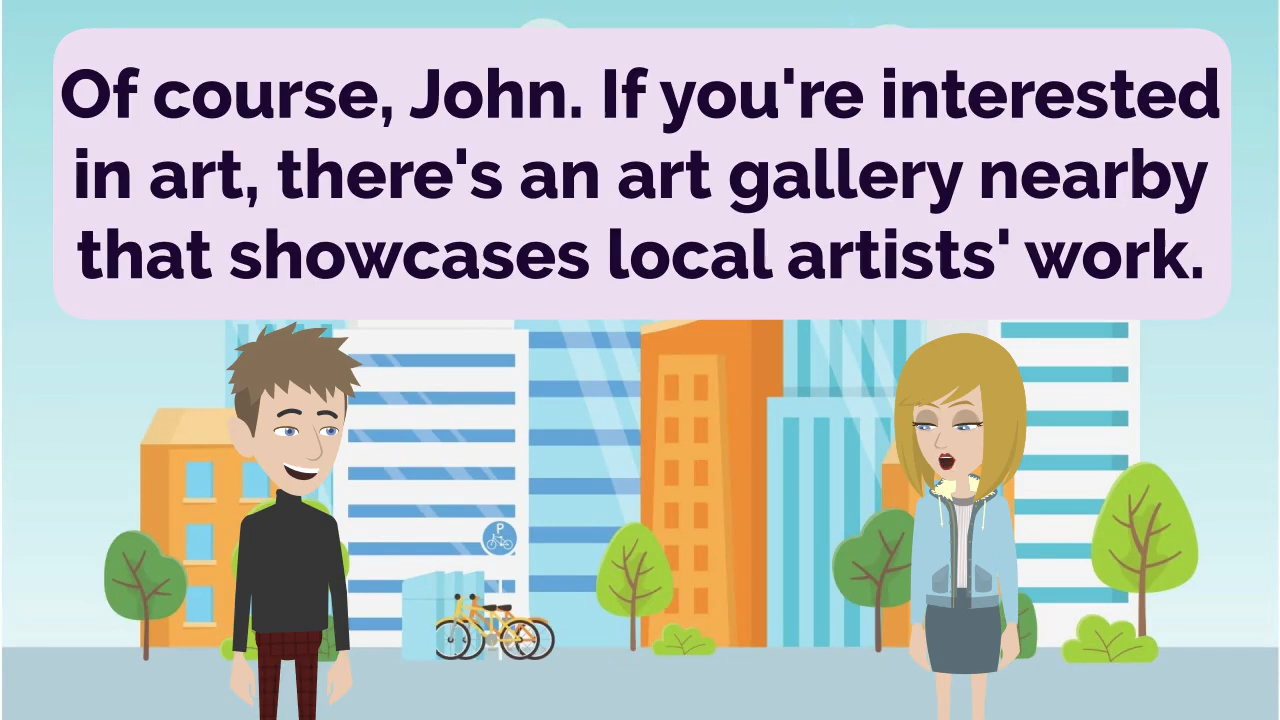 Of course, John. If you're interested
in art, there's an art gallery nearby
that showcases local artists' work.
P